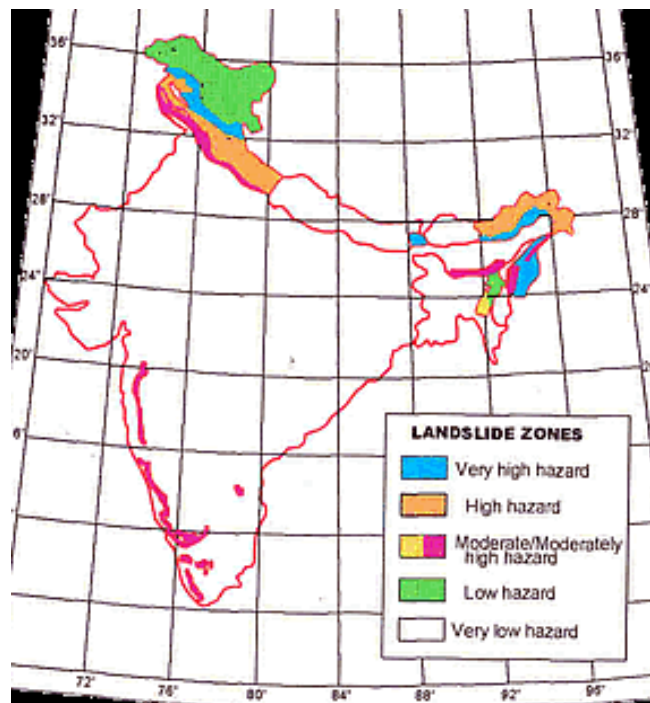 36'
36'
32'
32'
28'
28'
24'
24'
20'
6'
LANDSLIDE ZONES
Very high hazard
High hazard
Moderate/Moderately
high hazard
Low hazard
Very low hazard
72'
76'
80'
84'
88'
92'